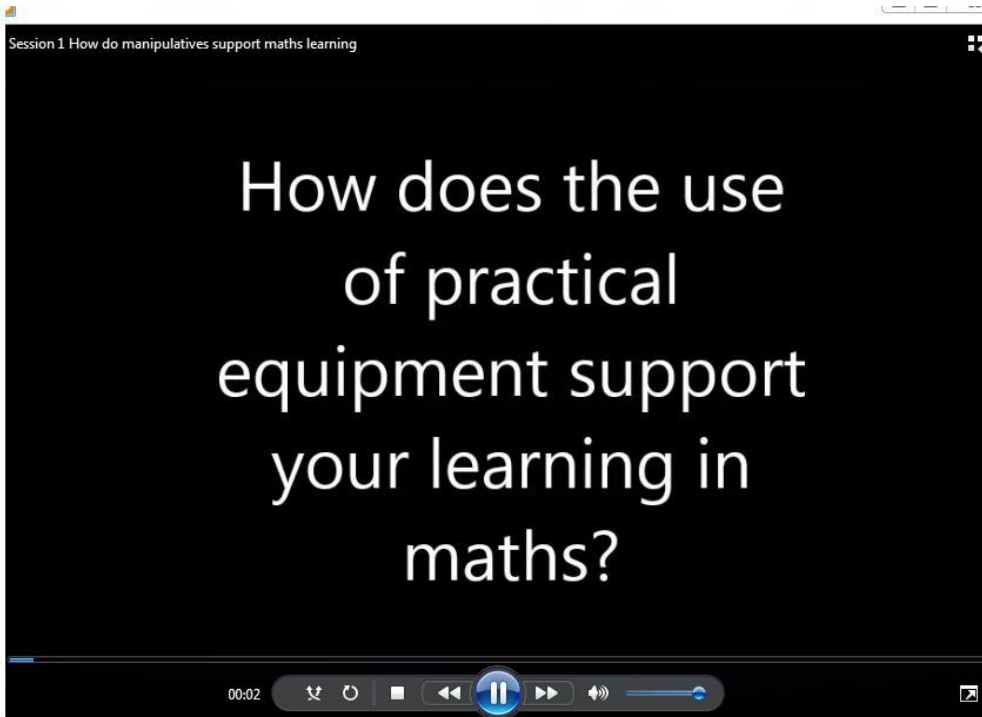 Session 1 How do manipulatives support maths learning
How does the use
of practical
equipment support
your learning in
maths?
00:02